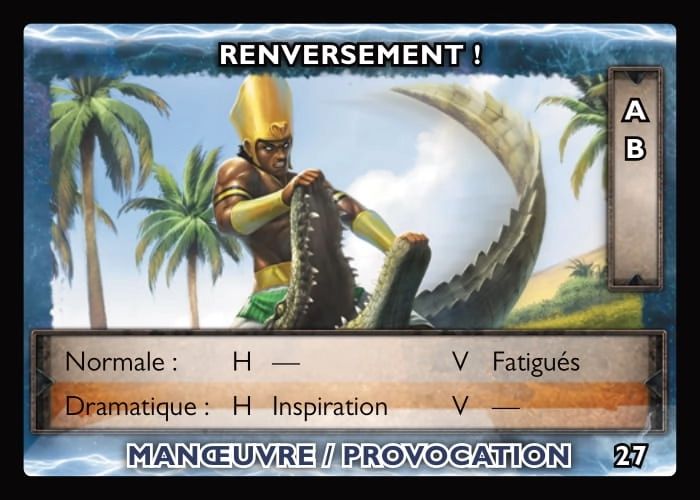 RENVERSEMENT !
A
B
Normale : H — V Fatigués
Dramatique : H Inspiration V —
MANŒUVRE / PROVOCATION 27